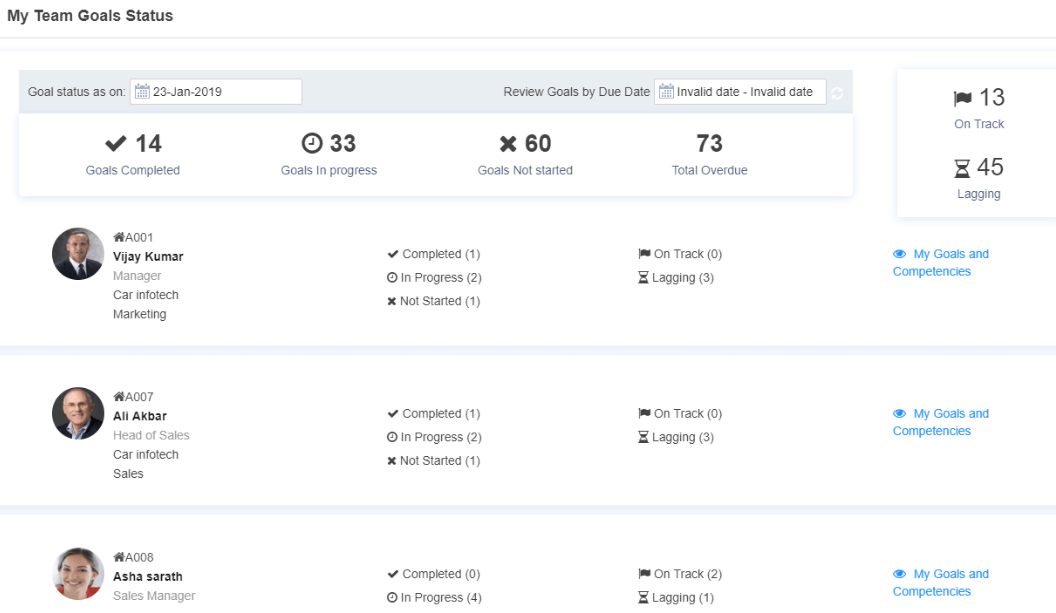 My Team Goals Status
Goal status as on: 23-Jan-2019 Review Goals by Due Date Invalid date - Invalid date
14 33 60 73
Goals Completed Goals In progress Goals Not started Total Overdue
13
On Track
45
Lagging
A001
Vijay Kumar
Manager
Car infotech
Marketing
Completed (1)
In Progress (2)
Not Started (1)
On Track (0)
Lagging (3)
My Goals and
Competencies
A007
Ali Akbar
Head of Sales
Car infotech
Sales
Completed (1)
In Progress (2)
Not Started (1)
On Track (0)
Lagging (3)
My Goals and
Competencies
A008
Asha sarath
Sales Manager
Completed (0)
In Progress (4)
On Track (2)
Lagging (1)
My Goals and
Competencies